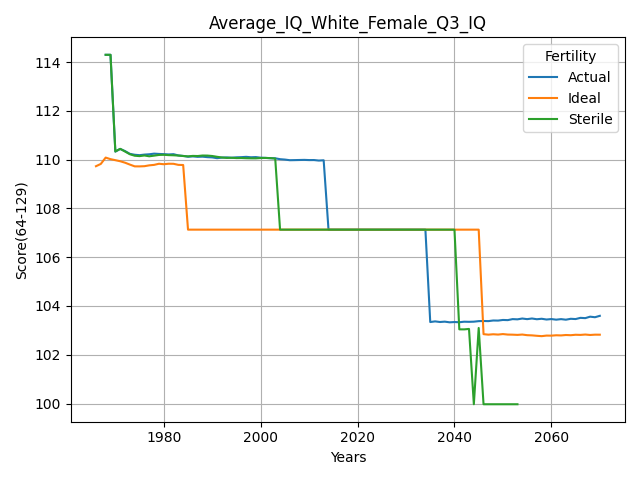 Average_IQ_White_Female_Q3_IQ
Fertility
Actual
Ideal
Sterile
Score(64-129)
114
112
110
108
106
104
102
100
1980 2000 2020 2040 2060
Years